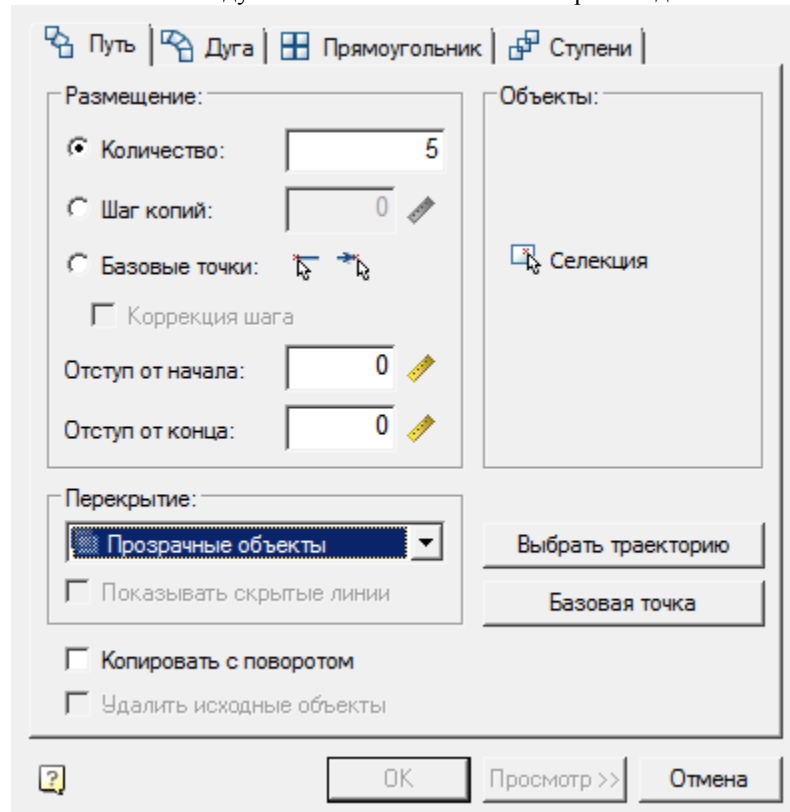 Путь Дуга Прямоугольник Ступени
Размещение:
Количество: 5
Шаг копий: 0
Базовые точки:
Коррекция шага
Отступ от начала: 0
Отступ от конца: 0
Объекты:
Селекция
Перекрытие:
Прозрачные объекты
Показывать скрытые линии
Выбрать траекторию
Базовая точка
Копировать с поворотом
Удалить исходные объекты
? OK Просмотр >> Отмена